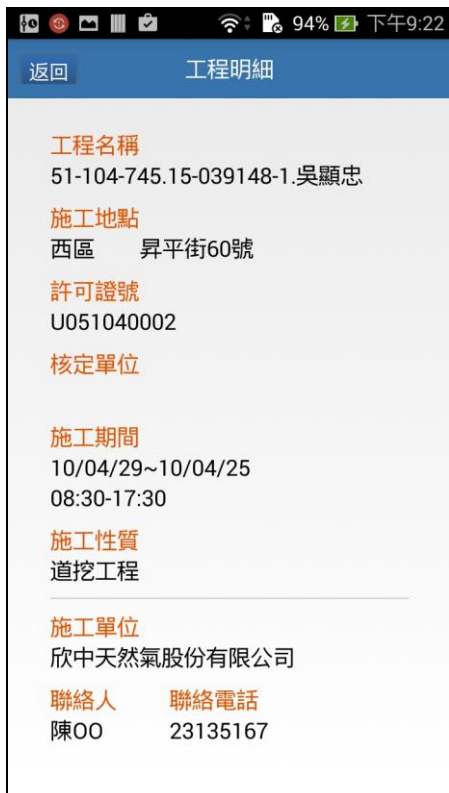 94% 下午9:22
返回 工程明細
工程名稱
51-104-745.15-039148-1.吳顯忠
施工地點
西區 昇平街60號
許可證號
U051040002
核定單位
施工期間
10/04/29~10/04/25
08:30-17:30
施工性質
道挖工程
施工單位
欣中天然氣股份有限公司
聯絡人 聯絡電話
陳OO 23135167